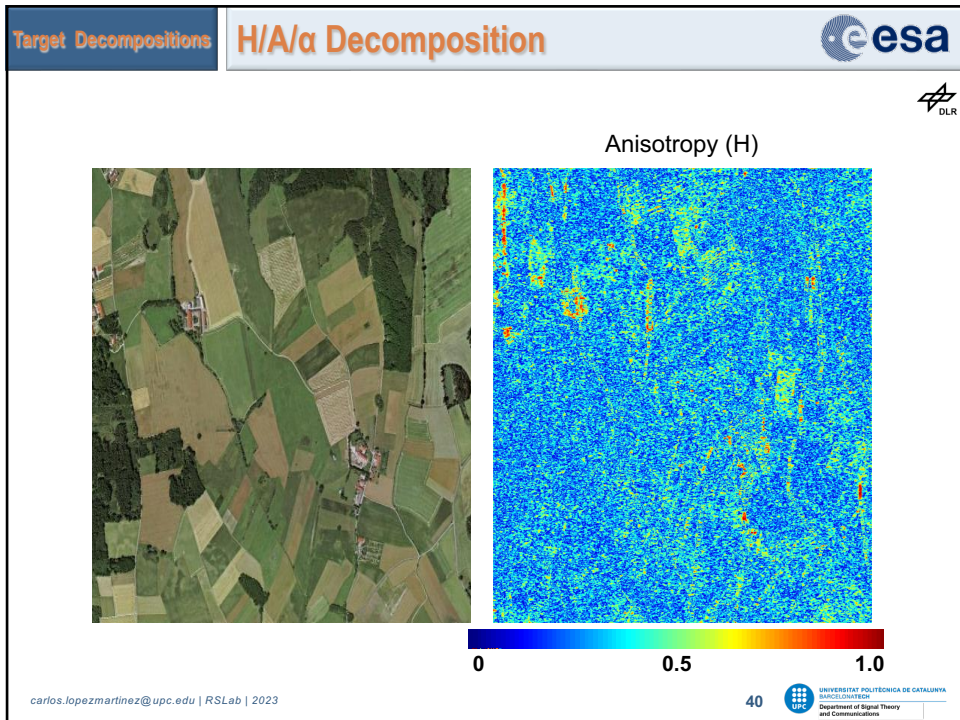 Target Decompositions
H/A/α Decomposition
esa
DLR
Anisotropy (H)
0 0.5 1.0
carlos.lopezmartinez@upc.edu | RSLab | 2023
40
UPC
UNIVERSITAT POLITÈCNICA DE CATALUNYA
BARCELONATECH
Department of Signal Theory
and Communications